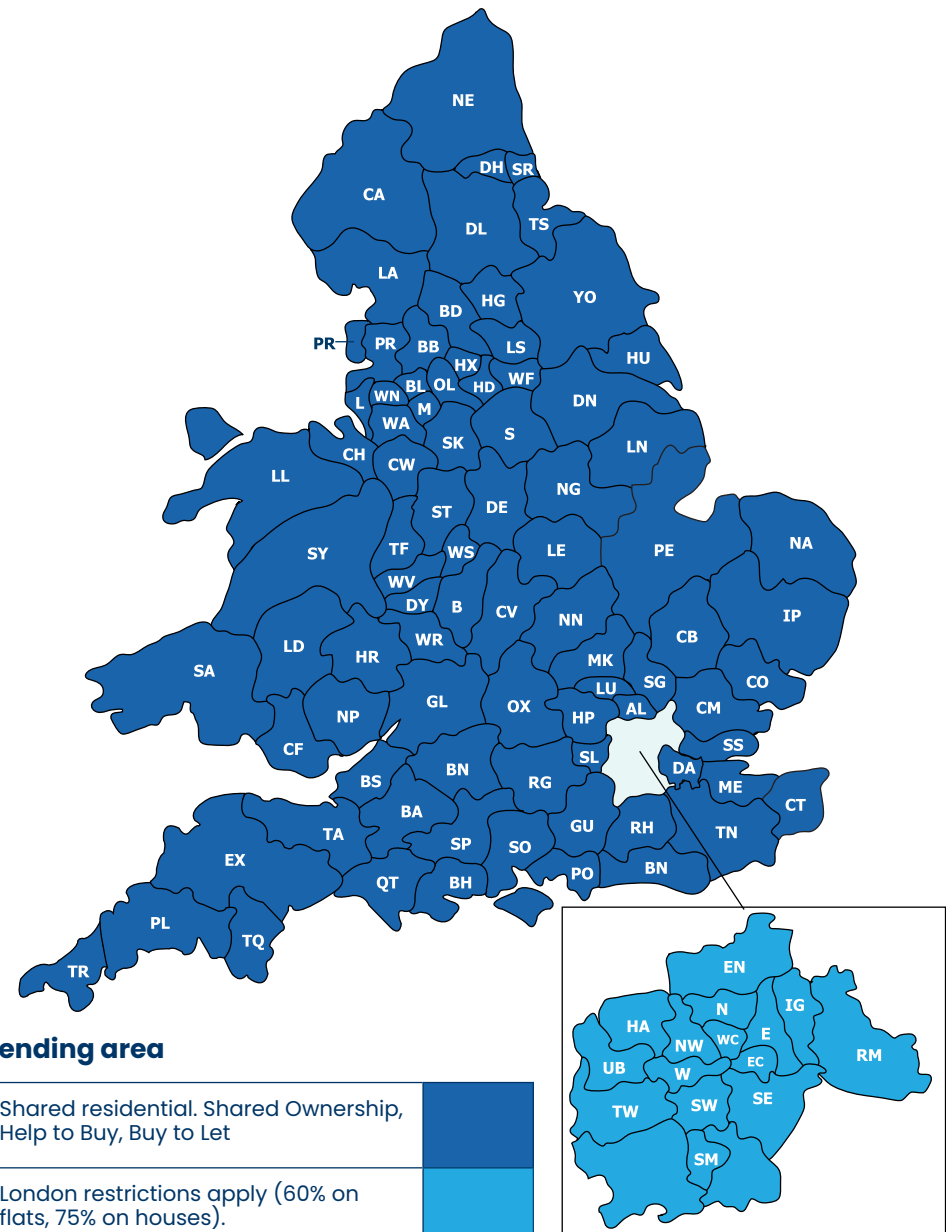 NE
DH
SR
CA
DL
TS
LA
BD
HG
YO
PR
PR
BB
LS
HU
HX
BL
OL
HD
WF
L
WN
M
DN
WA
SK
S
LN
CH
CW
LL
ST
DE
NG
SY
TF
WS
LE
PE
NA
WV
DY
B
CV
NN
IP
WR
CB
SA
LD
HR
MK
LU
SG
CO
NP
GL
OX
HP
AL
CM
CF
SS
BS
BN
SL
DA
RG
ME
CT
BA
TA
GU
RH
TN
SP
SO
EX
QT
BH
PO
BN
PL
TQ
TR
EN
IG
N
HA
E
RM
NW
WC
EC
UB
W
SE
TW
SW
SM
ending area
Shared residential. Shared Ownership,
Help to Buy, Buy to Let
London restrictions apply (60% on
flats, 75% on houses).